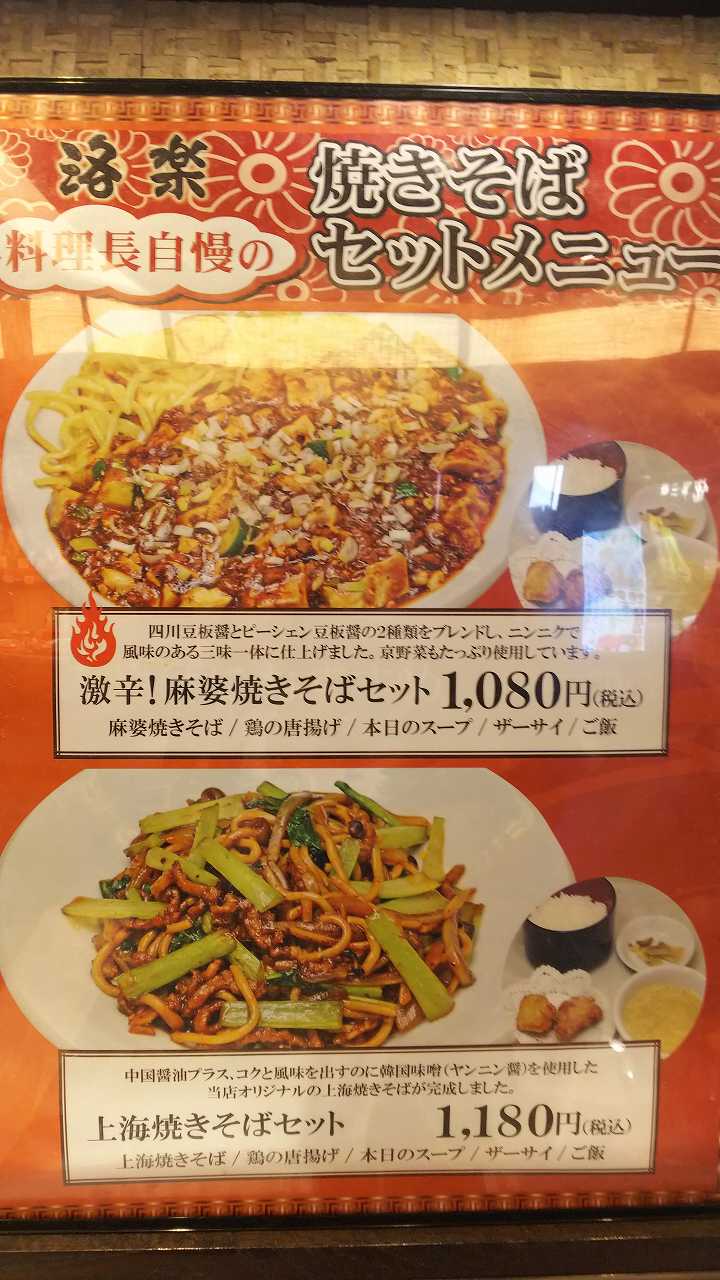 洛楽
料理長自慢の
焼きそば
セットメニュー
四川豆板醤とピーシェン豆板醤の2種類をブレンドし、ニンニクで
風味のある三味一体に仕上げました。京野菜もたっぷり使用しています。
激辛!麻婆焼きそばセット 1,080円(税込)
麻婆焼きそば/鶏の唐揚げ/本日のスープ/ザーサイ/ご飯
中国醤油プラス、コクと風味を出すのに韓国味噌(ヤンニン醤)を使用した
当店オリジナルの上海焼きそばが完成しました。
上海焼きそばセット 1,180円(税込)
上海焼きそば/鶏の唐揚げ/本日のスープ/ザーサイ/ご飯